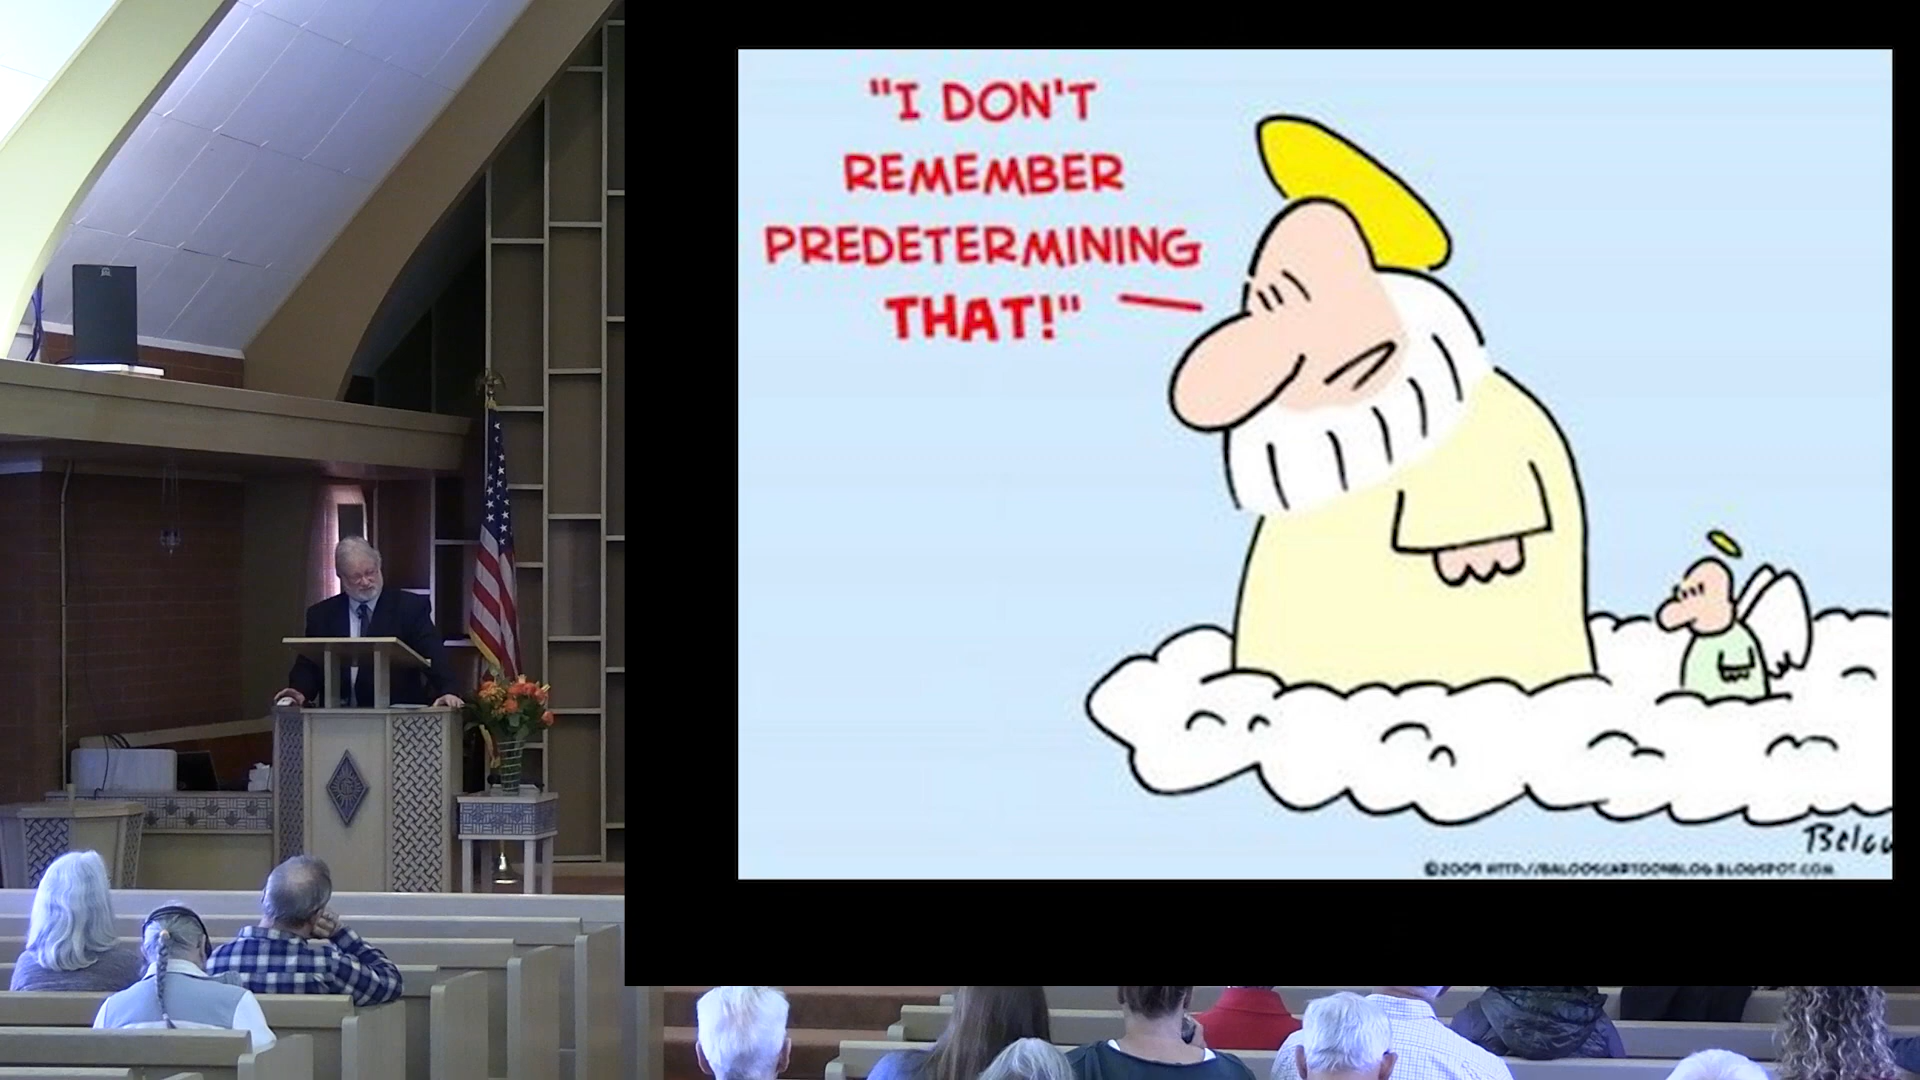 "I DON'T
REMEMBER
PREDETERMINING
THAT!"
©2009 HTTP://BALOOSCARTOONBLOG.BLOGSPOT.COM